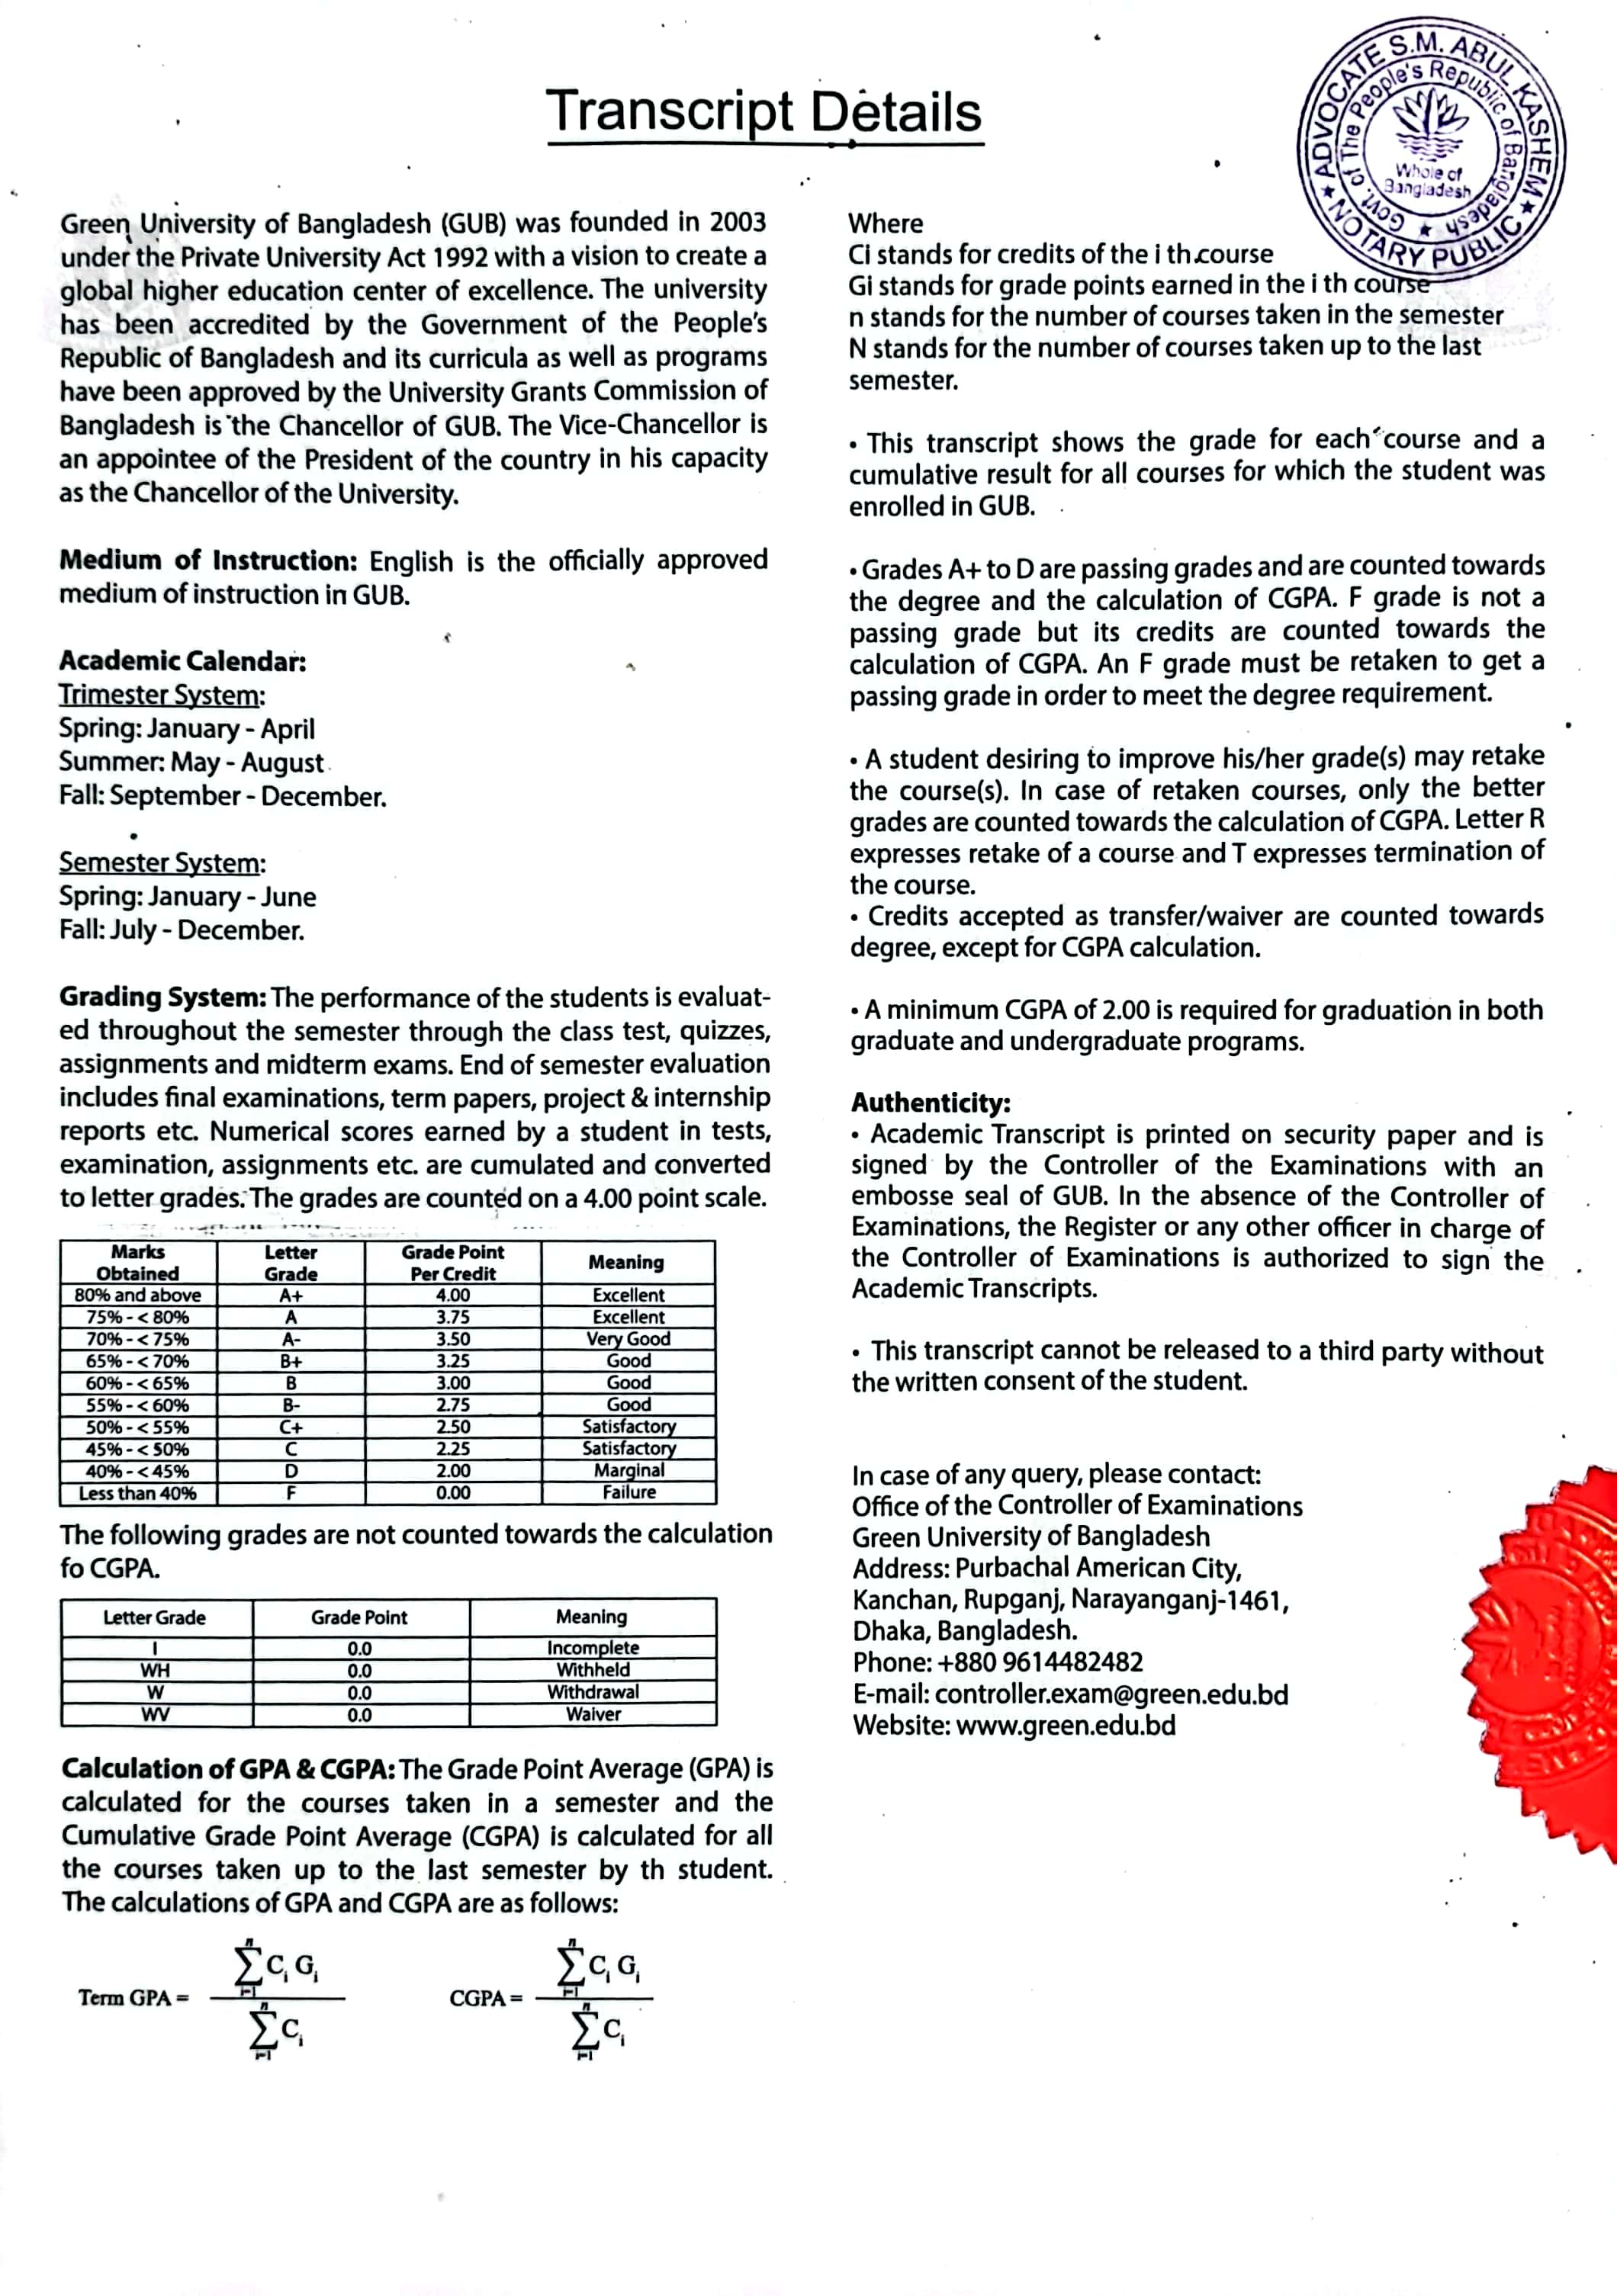 Transcript Details
ADVOCATE S.M. ABUL KASHEM
★ NOTARY PUBLIC ★
Govt. of The People's Republic of Bangladesh ★
Whole of
Bangladesh
Green University of Bangladesh (GUB) was founded in 2003
under the Private University Act 1992 with a vision to create a
global higher education center of excellence. The university
has been accredited by the Government of the People's
Republic of Bangladesh and its curricula as well as programs
have been approved by the University Grants Commission of
Bangladesh is the Chancellor of GUB. The Vice-Chancellor is
an appointee of the President of the country in his capacity
as the Chancellor of the University.
Medium of Instruction: English is the officially approved
medium of instruction in GUB.
Academic Calendar:
Trimester System:
Spring: January - April
Summer: May - August
Fall: September - December.
Semester System:
Spring: January - June
Fall: July - December.
Grading System: The performance of the students is evaluat-
ed throughout the semester through the class test, quizzes,
assignments and midterm exams. End of semester evaluation
includes final examinations, term papers, project & internship
reports etc. Numerical scores earned by a student in tests,
examination, assignments etc. are cumulated and converted
to letter grades. The grades are counted on a 4.00 point scale.
Marks Obtained Letter Grade Grade Point Per Credit Meaning
80% and above A+ 4.00 Excellent
75% - < 80% A 3.75 Excellent
70% - < 75% A- 3.50 Very Good
65% - < 70% B+ 3.25 Good
60% - < 65% B 3.00 Good
55% - < 60% B- 2.75 Good
50% - < 55% C+ 2.50 Satisfactory
45% - < 50% C 2.25 Satisfactory
40% - < 45% D 2.00 Marginal
Less than 40% F 0.00 Failure
The following grades are not counted towards the calculation
fo CGPA.
Letter Grade Grade Point Meaning
I 0.0 Incomplete
WH 0.0 Withheld
W 0.0 Withdrawal
WV 0.0 Waiver
Calculation of GPA & CGPA: The Grade Point Average (GPA) is
calculated for the courses taken in a semester and the
Cumulative Grade Point Average (CGPA) is calculated for all
the courses taken up to the last semester by th student.
The calculations of GPA and CGPA are as follows:
n n
Term GPA = ∑ Ci Gi CGPA = ∑ Ci Gi
i=1 i=1
n n
∑ Ci ∑ Ci
i=1 i=1
Where
Ci stands for credits of the i th course
Gi stands for grade points earned in the i th course
n stands for the number of courses taken in the semester
N stands for the number of courses taken up to the last
semester.
• This transcript shows the grade for each course and a
cumulative result for all courses for which the student was
enrolled in GUB.
• Grades A+ to D are passing grades and are counted towards
the degree and the calculation of CGPA. F grade is not a
passing grade but its credits are counted towards the
calculation of CGPA. An F grade must be retaken to get a
passing grade in order to meet the degree requirement.
• A student desiring to improve his/her grade(s) may retake
the course(s). In case of retaken courses, only the better
grades are counted towards the calculation of CGPA. Letter R
expresses retake of a course and T expresses termination of
the course.
• Credits accepted as transfer/waiver are counted towards
degree, except for CGPA calculation.
• A minimum CGPA of 2.00 is required for graduation in both
graduate and undergraduate programs.
Authenticity:
• Academic Transcript is printed on security paper and is
signed by the Controller of the Examinations with an
embosse seal of GUB. In the absence of the Controller of
Examinations, the Register or any other officer in charge of
the Controller of Examinations is authorized to sign the
Academic Transcripts.
• This transcript cannot be released to a third party without
the written consent of the student.
In case of any query, please contact:
Office of the Controller of Examinations
Green University of Bangladesh
Address: Purbachal American City,
Kanchan, Rupganj, Narayanganj-1461,
Dhaka, Bangladesh.
Phone: +880 9614482482
E-mail: controller.exam@green.edu.bd
Website: www.green.edu.bd